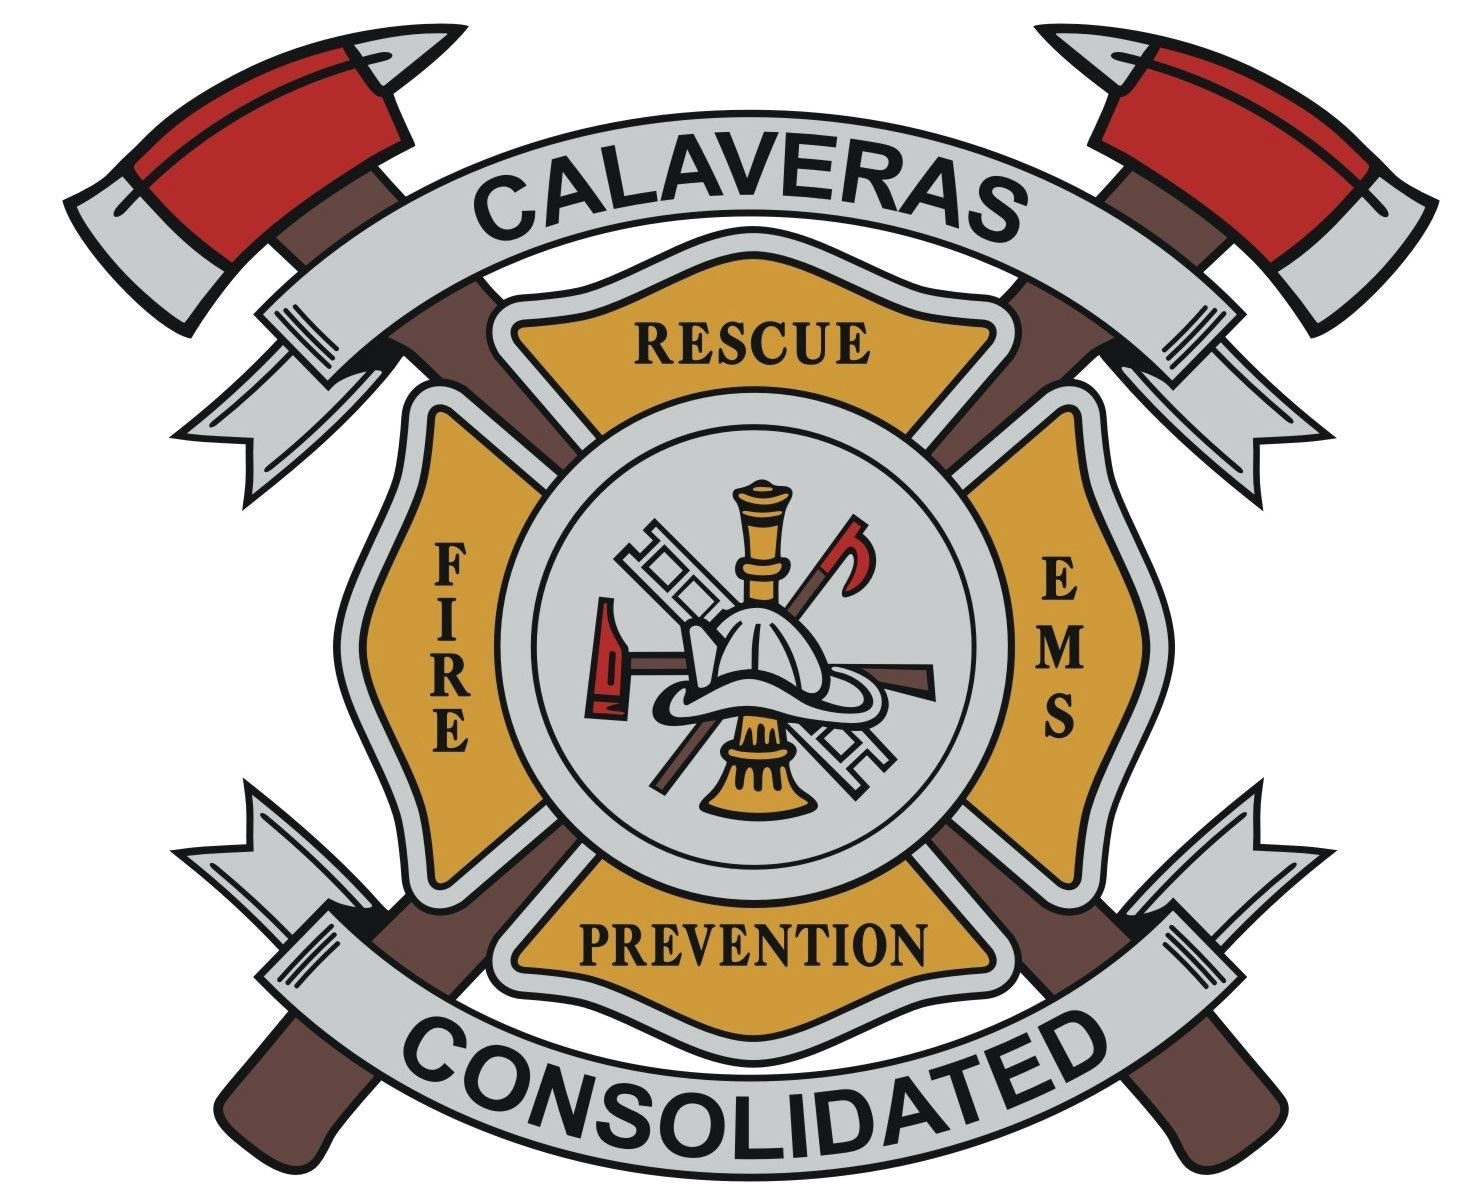 CALAVERAS
RESCUE
FIRE
EMS
PREVENTION
CONSOLIDATED